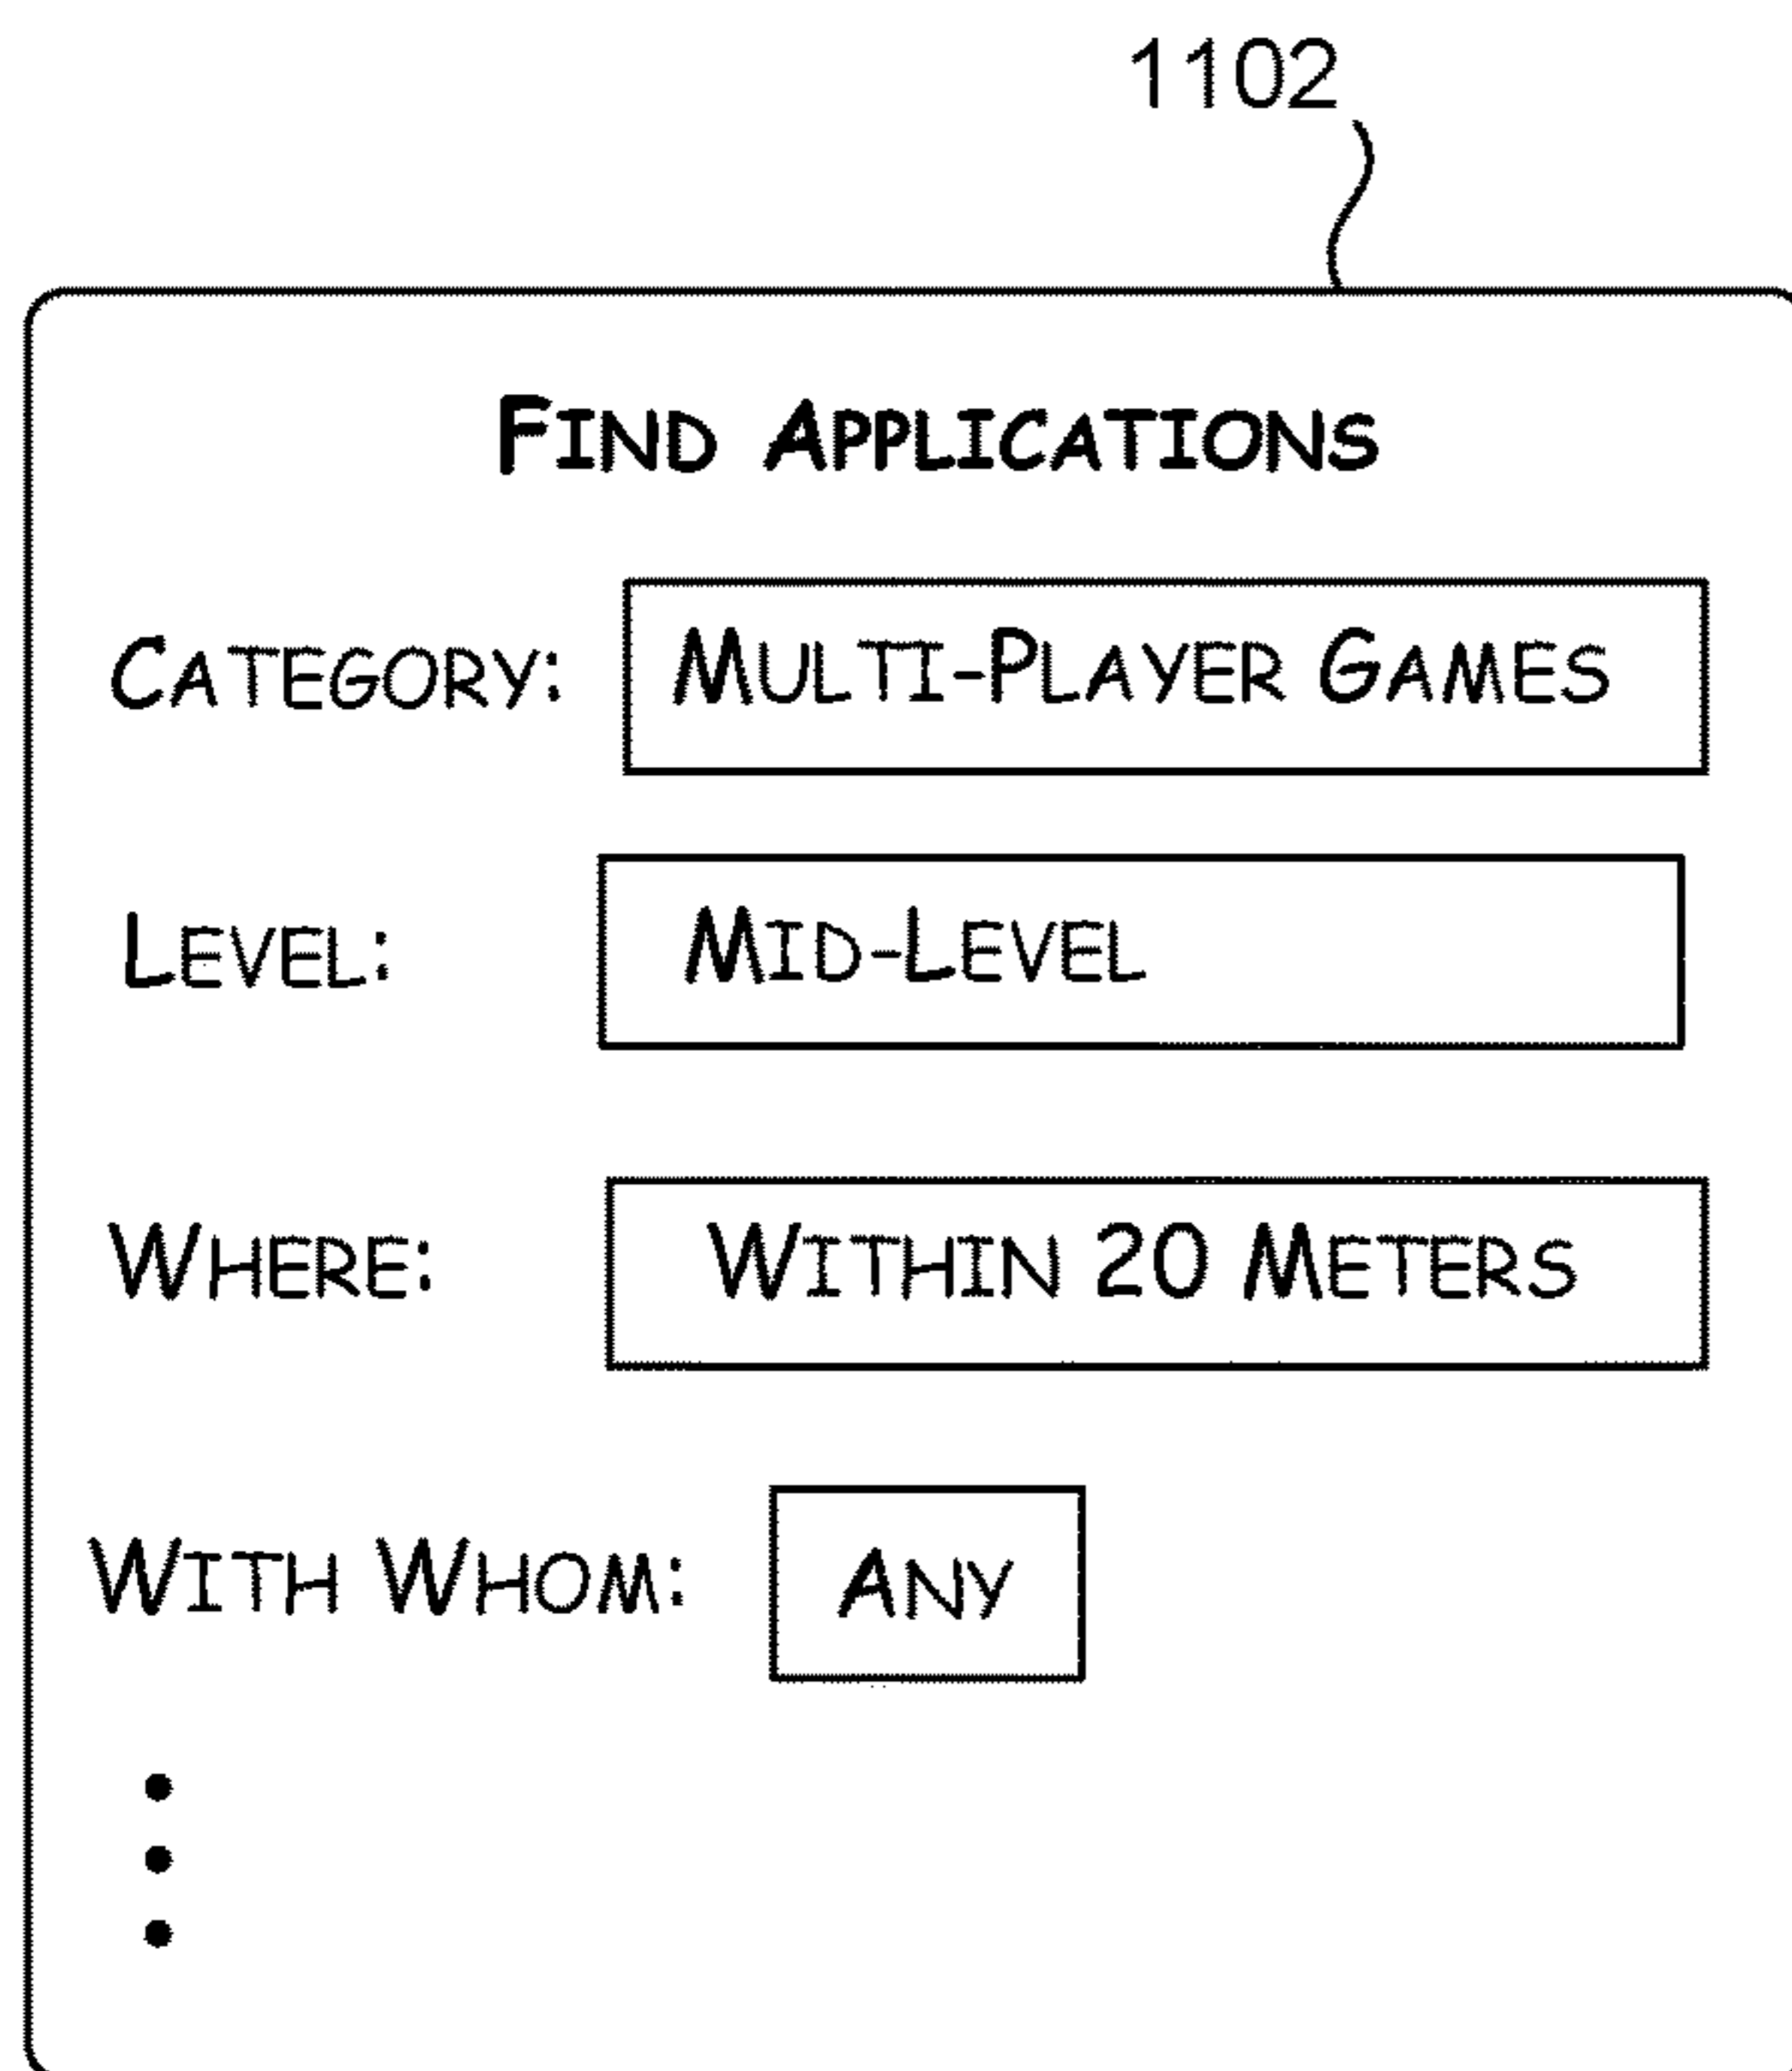 1102
FIND APPLICATIONS
CATEGORY: MULTI-PLAYER GAMES
LEVEL: MID-LEVEL
WHERE: WITHIN 20 METERS
WITH WHOM: ANY